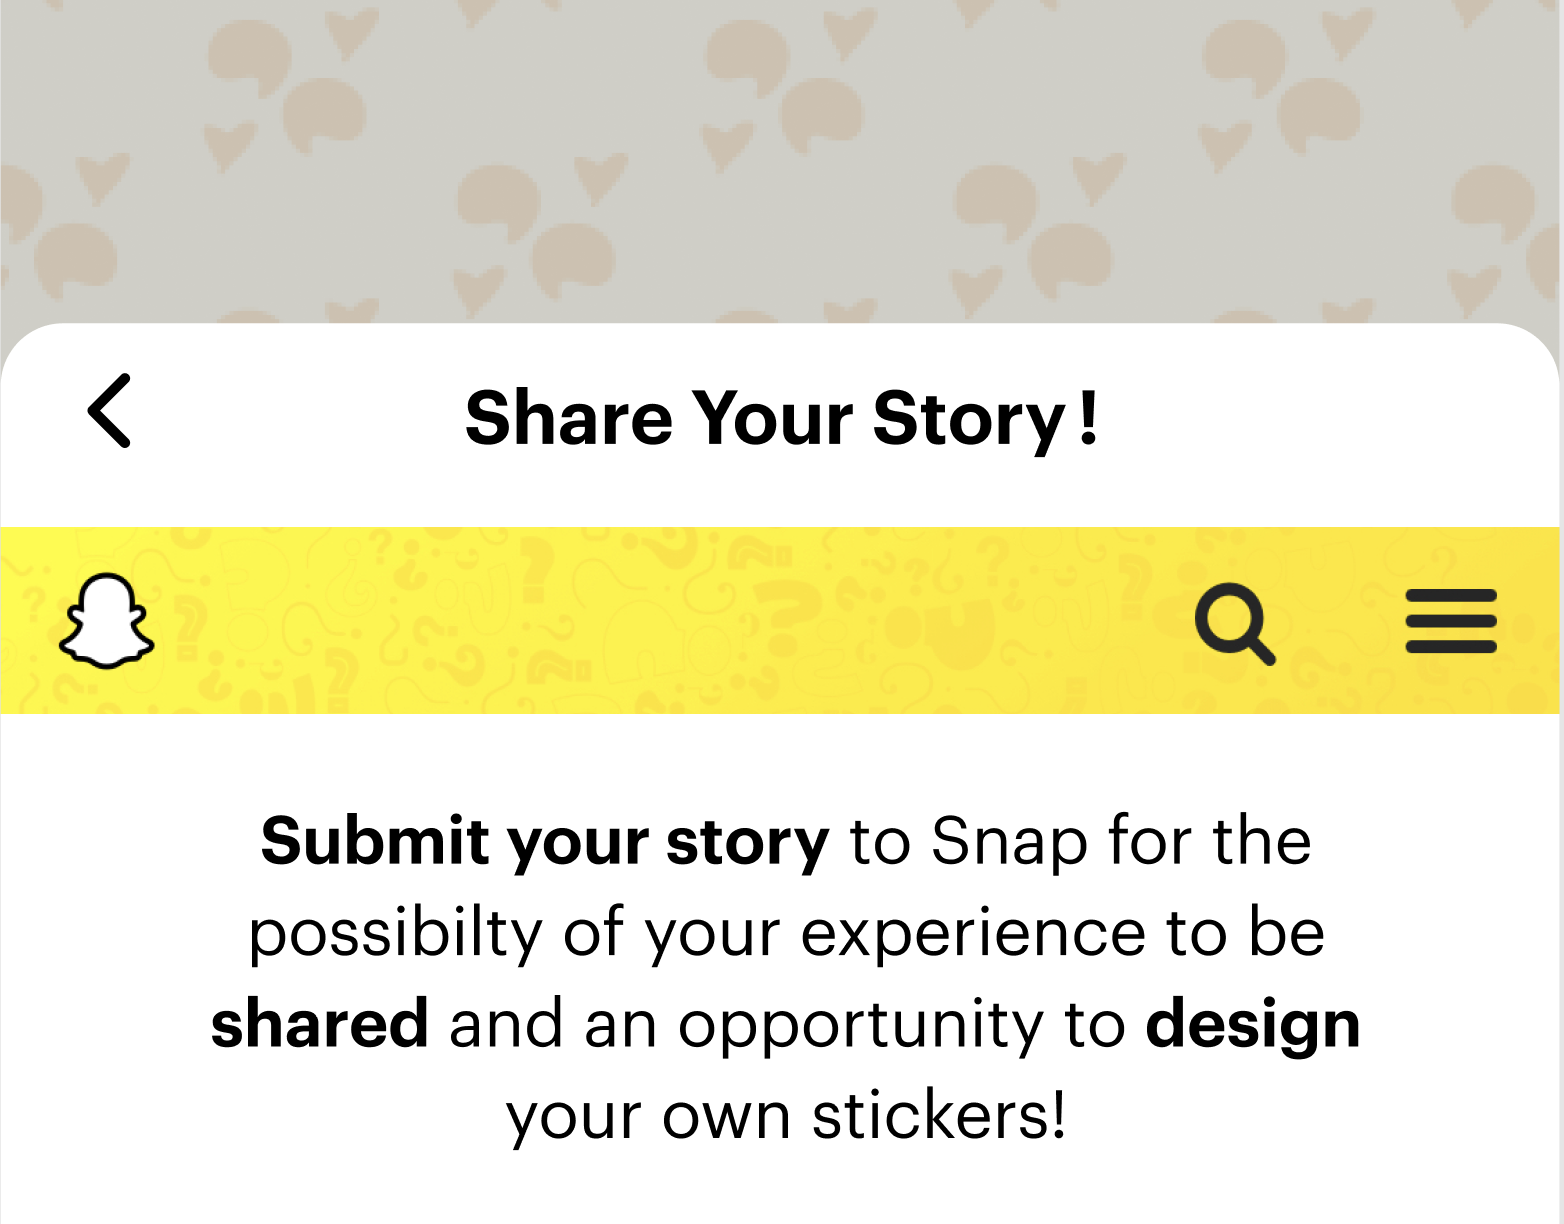 Share Your Story!
Submit your story to Snap for the
possibilty of your experience to be
shared and an opportunity to design
your own stickers!